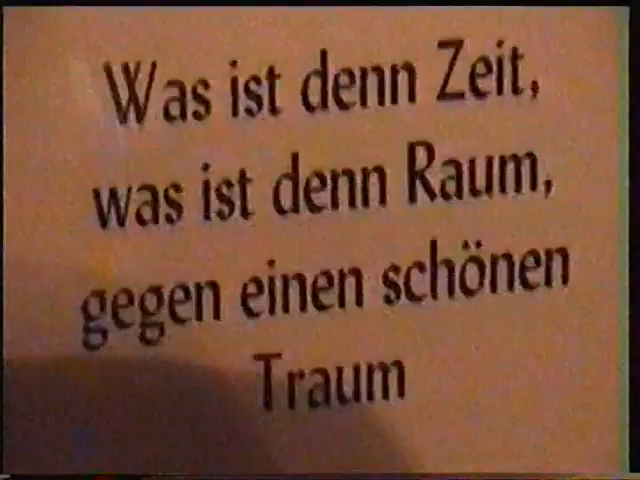 Was ist denn Zeit,
was ist denn Raum,
gegen einen schönen
Traum